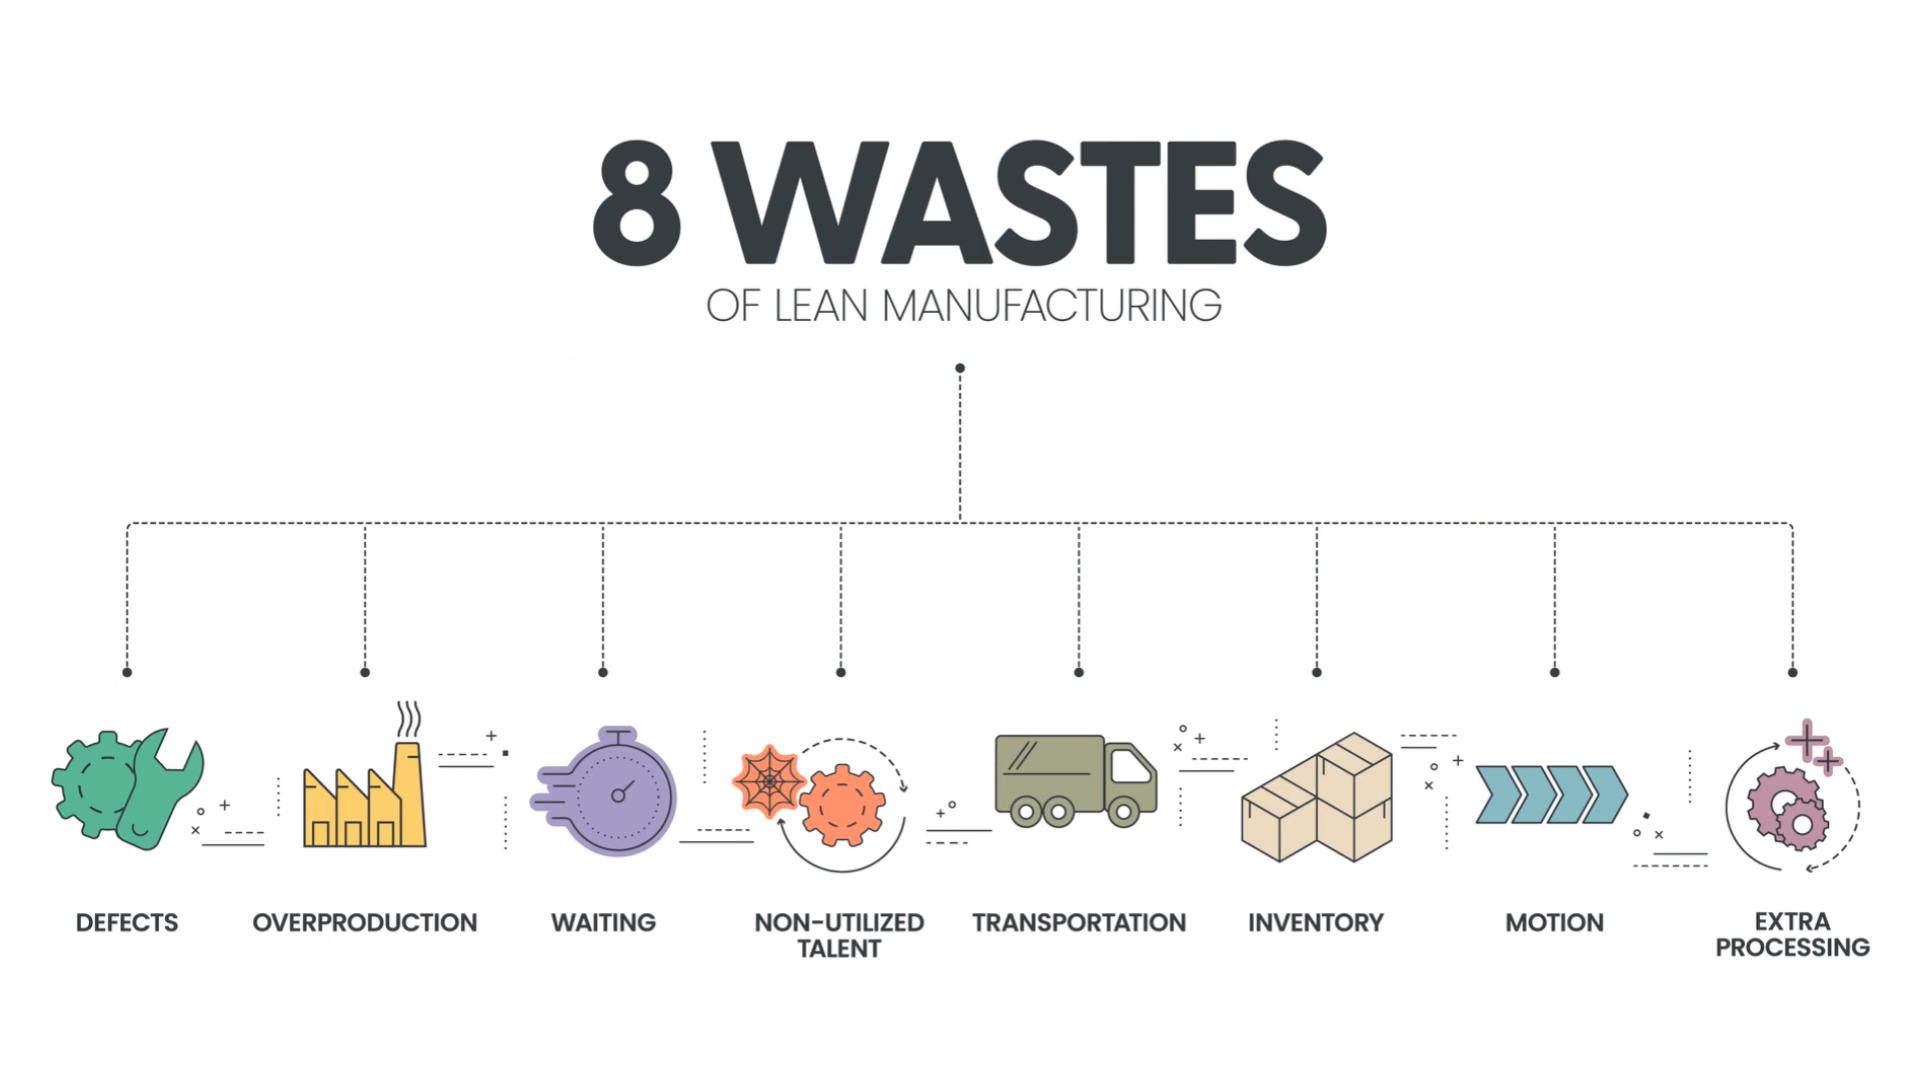 8 WASTES
OF LEAN MANUFACTURING
DEFECTS
OVERPRODUCTION
WAITING
NON-UTILIZED
TALENT
TRANSPORTATION
INVENTORY
MOTION
EXTRA
PROCESSING